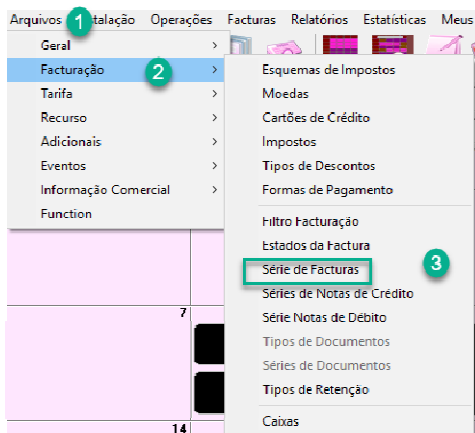 Arquivos 1 talação Operações Facturas Relatórios Estatísticas Meus
Geral
Facturação 2
Tarifa
Recurso
Adicionais
Eventos
Informação Comercial
Function
Esquemas de Impostos
Moedas
Cartões de Crédito
Impostos
Tipos de Descontos
Formas de Pagamento
Filtro Facturação
Estados da Factura
Série de Facturas 3
Séries de Notas de Crédito
Série Notas de Débito
Tipos de Documentos
Séries de Documentos
Tipos de Retenção
Caixas
7
14